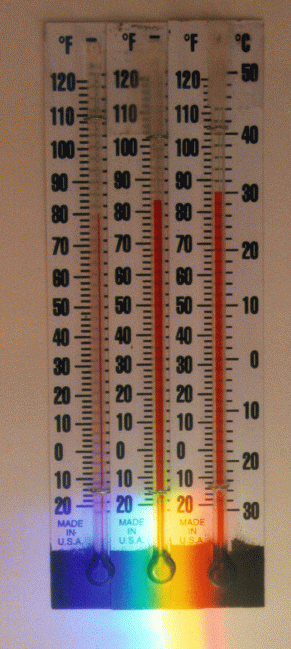 °F °F °F °C
120 120 120 50
110 110 110
100 100 100 40
90 90 90 30
80 80 80
70 70 70 20
60 60 60
50 50 50 10
40 40 40
30 30 30 0
20 20 20
10 10 10 10
0 0 0 20
10 10 10
20 20 20 30
MADE MADE MADE
IN IN IN
U.S.A. U.S.A. U.S.A.